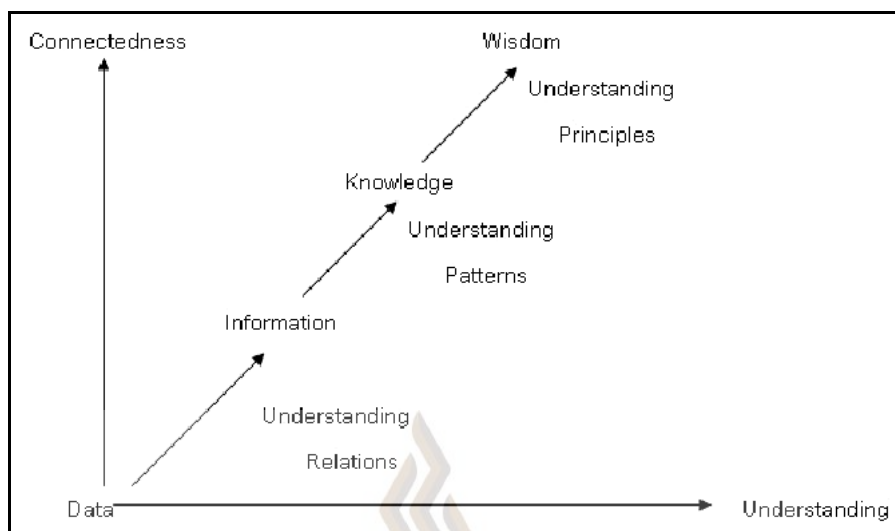 Connectedness
Wisdom
Understanding
Principles
Knowledge
Understanding
Patterns
Information
Understanding
Relations
Data
Understanding